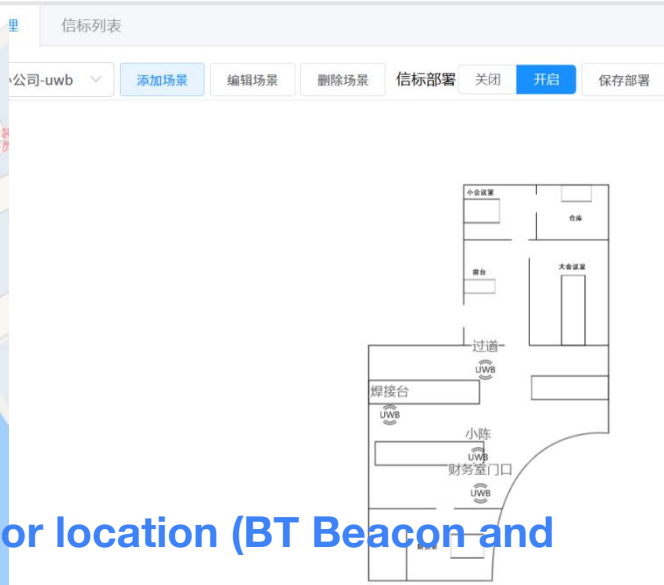 理 信标列表
公司-uwb 添加场景 编辑场景 删除场景 信标部署 关闭 开启 保存部署
小会议室
仓库
前台
大会议室
过道
UWB
焊接台
UWB
小陈
UWB
财务室门口
UWB
or location (BT Beacon and